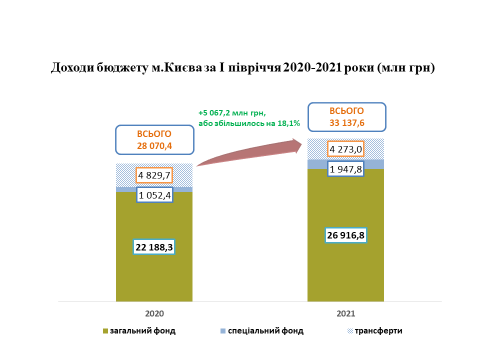 Доходи бюджету м.Києва за І півріччя 2020-2021 роки (млн грн)
+5 067,2 млн грн,
або збільшилось на 18,1%
ВСЬОГО
33 137,6
ВСЬОГО
28 070,4
4 829,7
4 273,0
1 052,4
1 947,8
22 188,3
26 916,8
2020
2021
загальний фонд
спеціальний фонд
трансферти